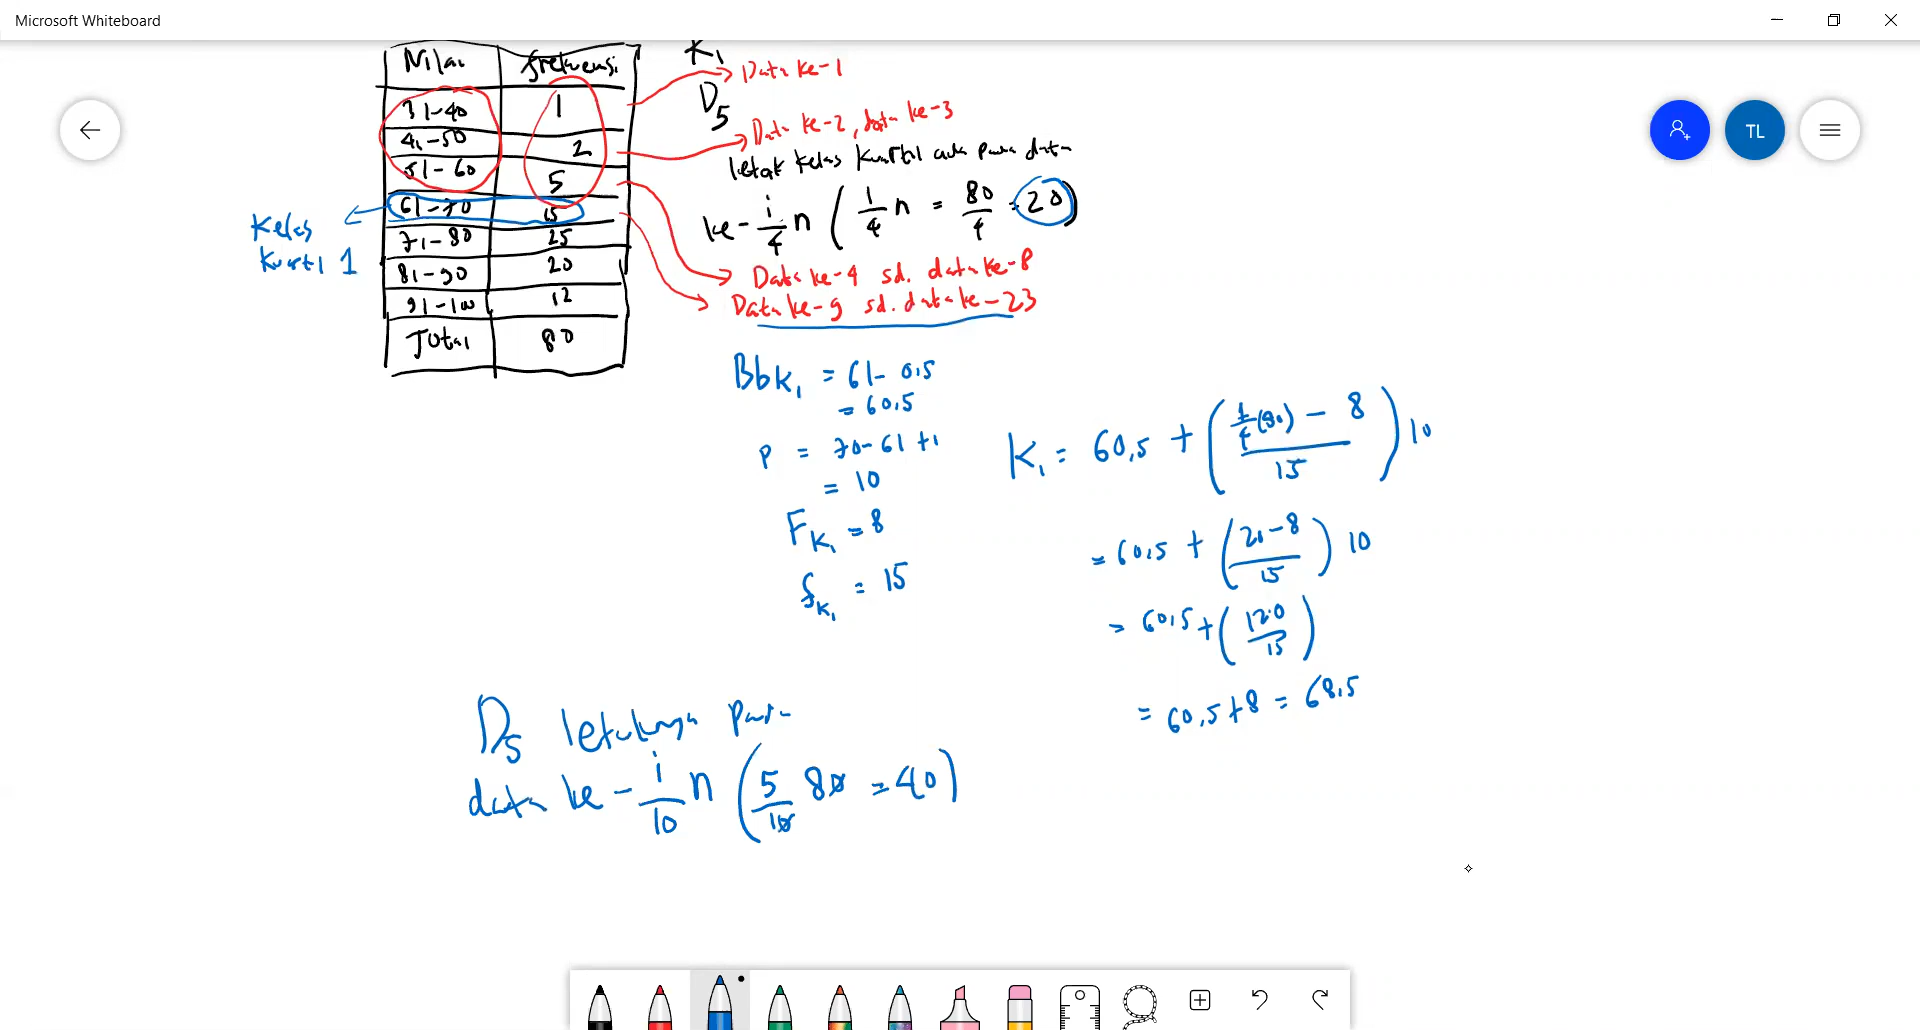 Microsoft Whiteboard
Nilai frekuensi
31-40 1
41-50 2
51-60 5
61-70 15
71-80 25
81-90 20
91-100 12
Total 80
K1
D5
Data ke-1
Data ke-2, data ke-3
letak kelas kuartil ada pada data
ke- i/4 n ( 1/4 n = 80/4 = 20 )
Data ke-4 sd. data ke-8
Data ke-9 sd. data ke-23
Kelas
Kuartil 1
TL
BbK1 = 61 - 0,5
= 60,5
p = 70-61+1
= 10
FK1 = 8
fK1 = 15
K1 = 60,5 + ( (1/4(80) - 8)/15 ) 10
= 60,5 + ( (20-8)/15 ) 10
= 60,5 + ( 120/15 )
= 60,5+8 = 68,5
D5 letaknya pada
data ke - i/10 n ( 5/10 80 = 40 )